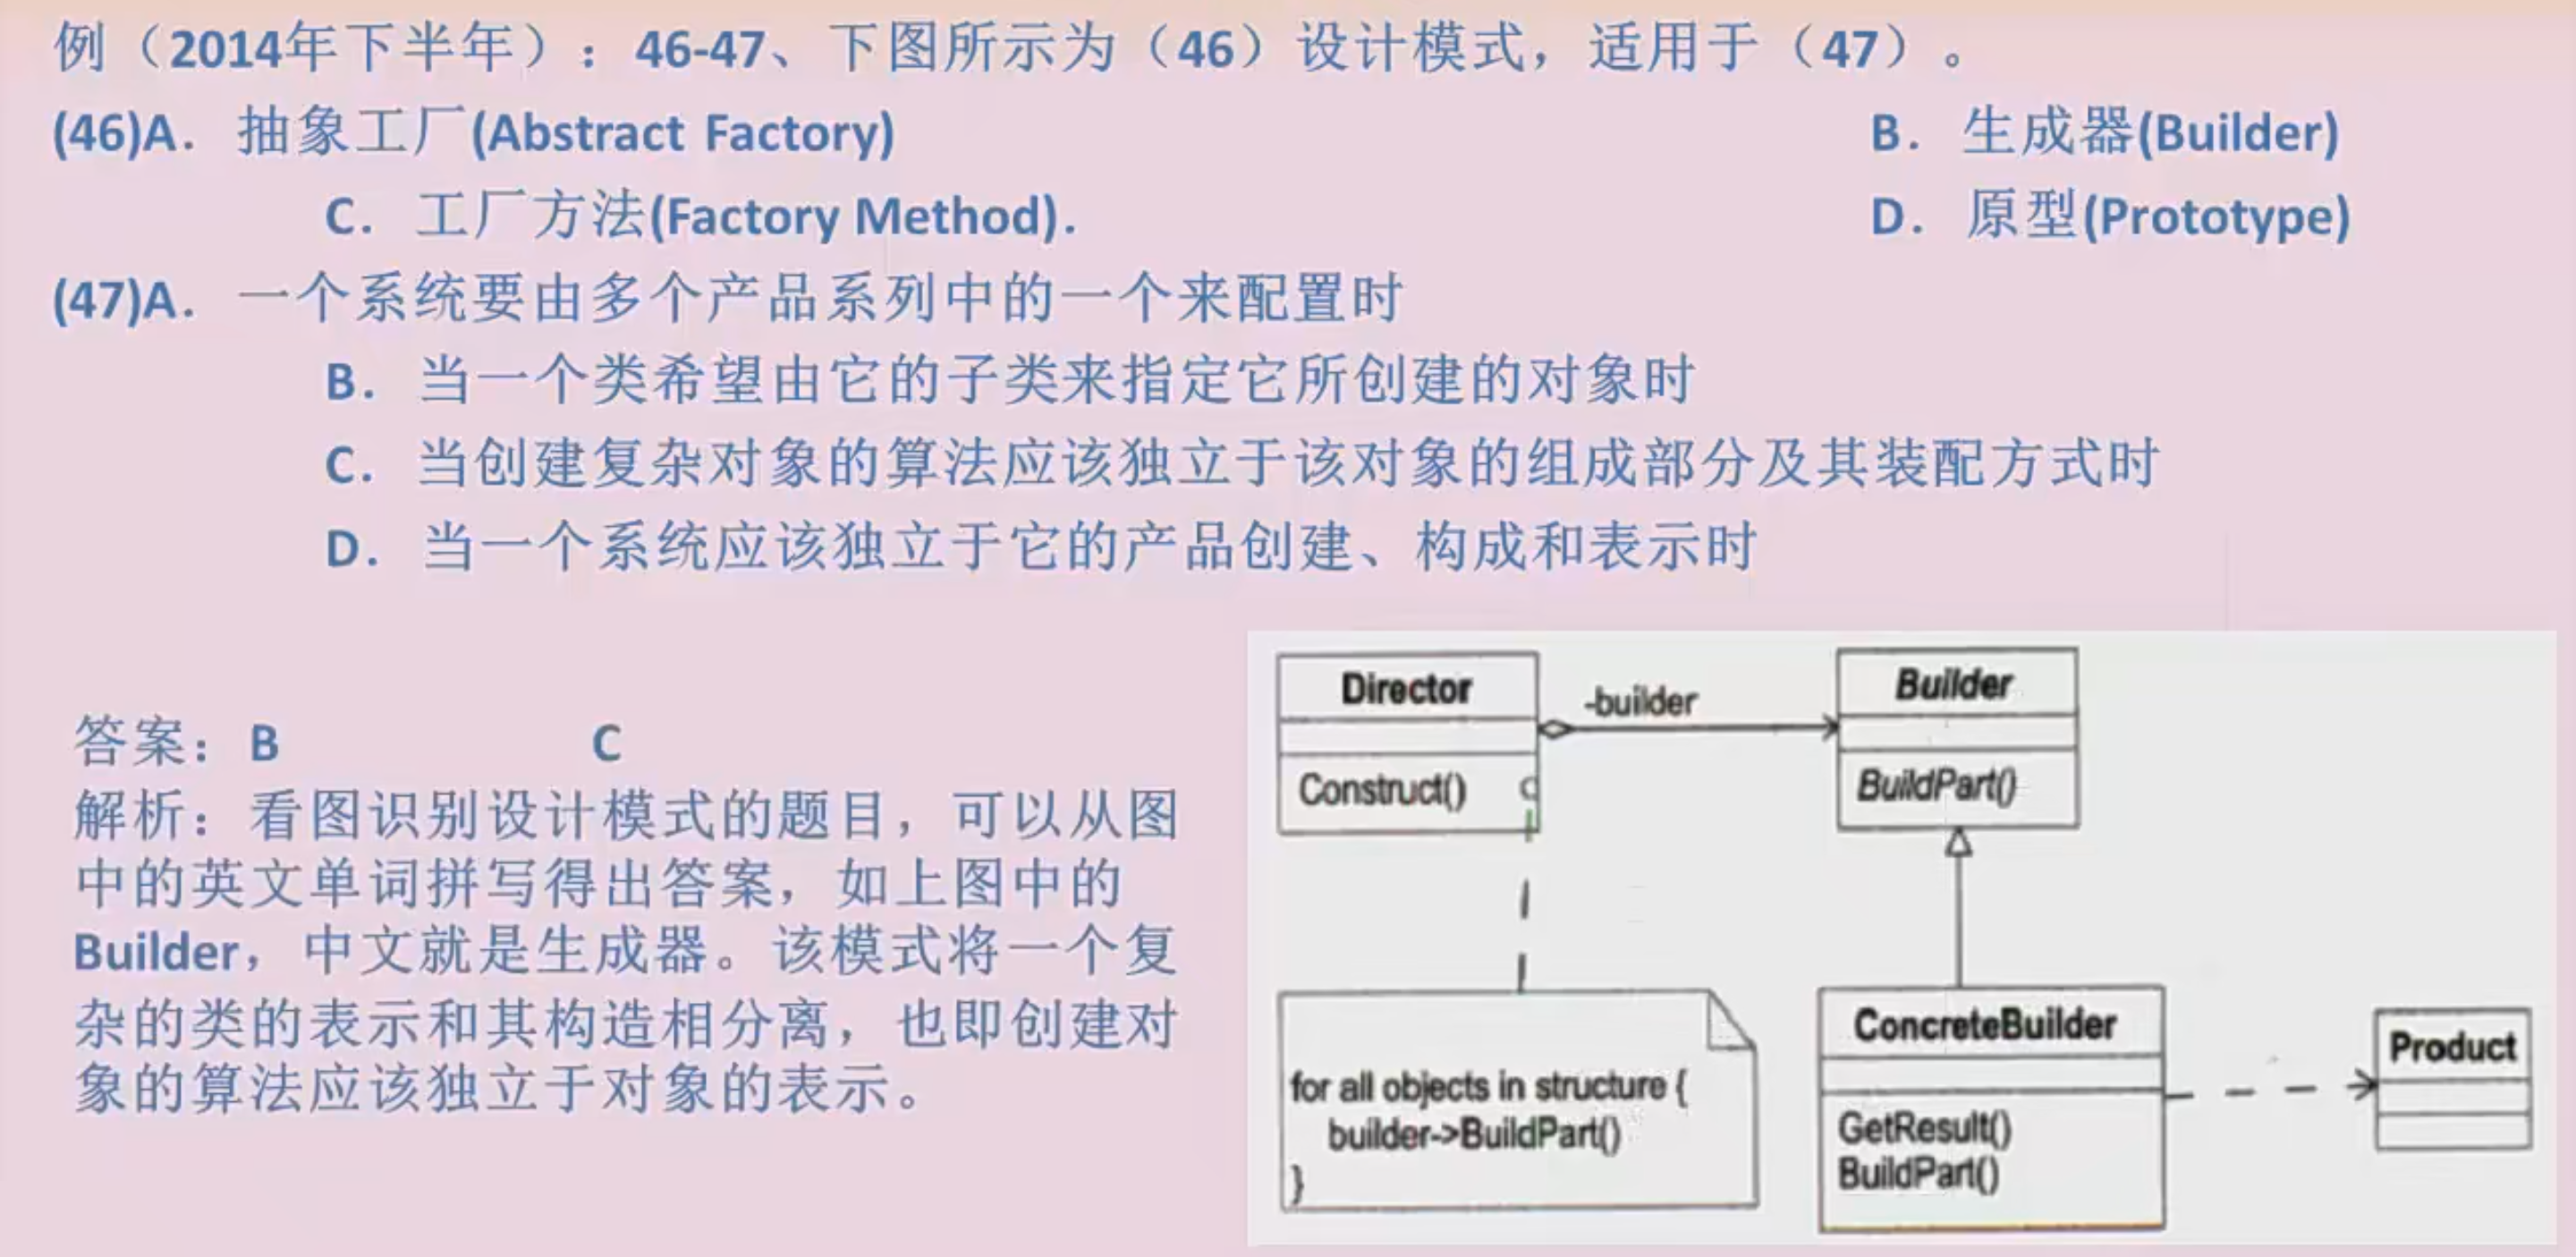 例（2014年下半年）：46-47、下图所示为（46）设计模式，适用于（47）。
(46)A. 抽象工厂(Abstract Factory) B. 生成器(Builder)
C. 工厂方法(Factory Method). D. 原型(Prototype)
(47)A. 一个系统要由多个产品系列中的一个来配置时
B. 当一个类希望由它的子类来指定它所创建的对象时
C. 当创建复杂对象的算法应该独立于该对象的组成部分及其装配方式时
D. 当一个系统应该独立于它的产品创建、构成和表示时
答案：B C
解析：看图识别设计模式的题目，可以从图
中的英文单词拼写得出答案，如上图中的
Builder，中文就是生成器。该模式将一个复
杂的类的表示和其构造相分离，也即创建对
象的算法应该独立于对象的表示。
Director
Construct()
-builder
Builder
BuildPart()
for all objects in structure {
builder->BuildPart()
}
ConcreteBuilder
GetResult()
BuildPart()
Product